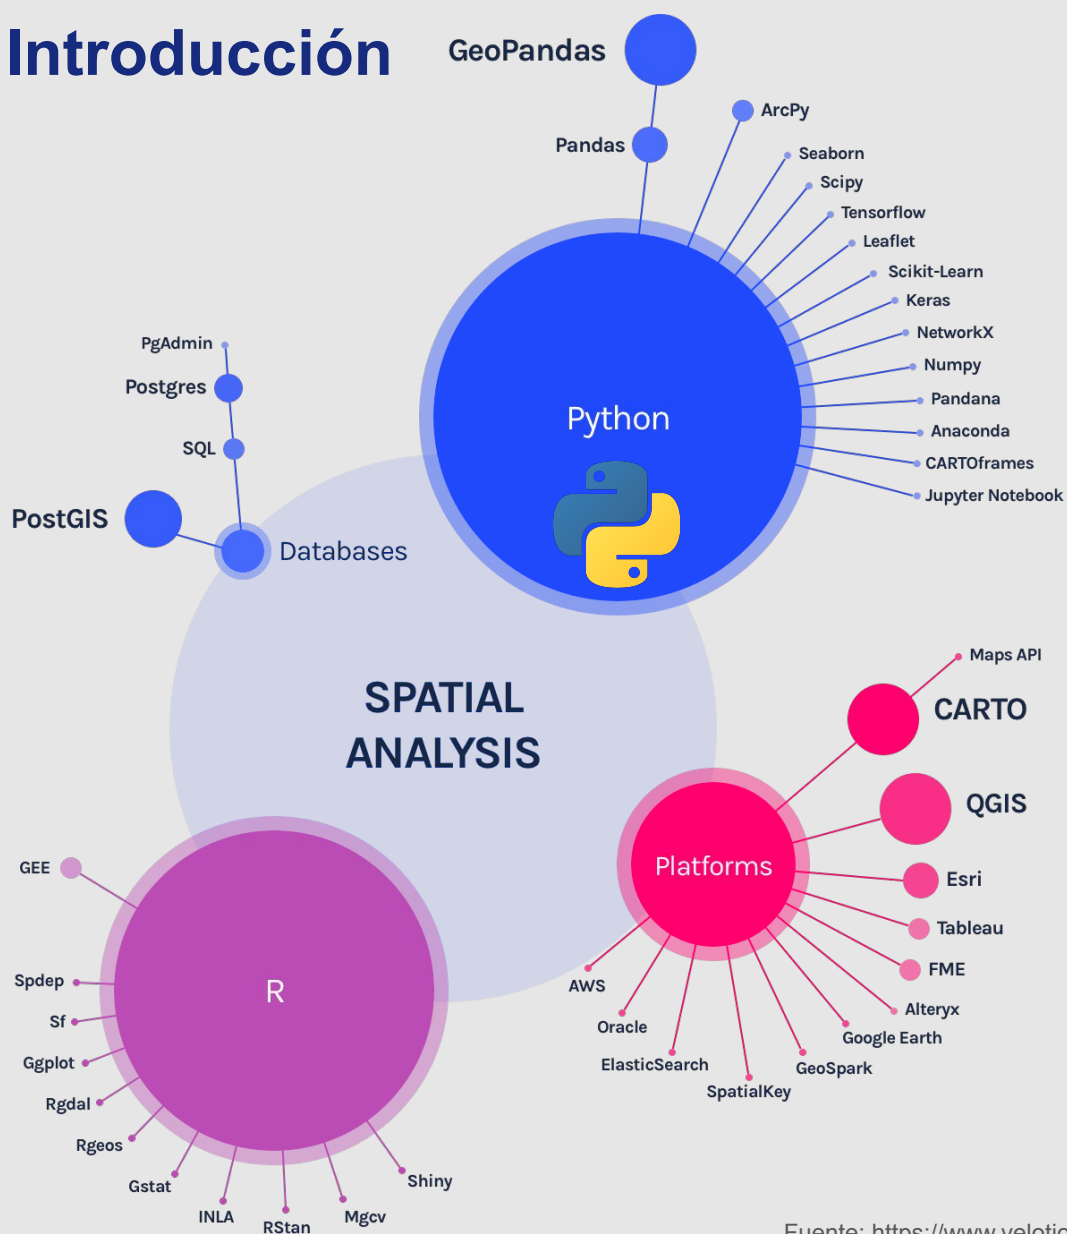 Introducción
GeoPandas
Pandas
ArcPy
Seaborn
Scipy
Tensorflow
Leaflet
Scikit-Learn
Keras
NetworkX
Numpy
Pandana
Anaconda
CARTOframes
Jupyter Notebook
Python
PgAdmin
Postgres
SQL
PostGIS
Databases
SPATIAL
ANALYSIS
Maps API
CARTO
QGIS
Esri
Tableau
FME
Alteryx
Google Earth
GeoSpark
SpatialKey
ElasticSearch
Oracle
AWS
Platforms
GEE
R
Spdep
Sf
Ggplot
Rgdal
Rgeos
Gstat
INLA
RStan
Mgcv
Shiny
Fuente: